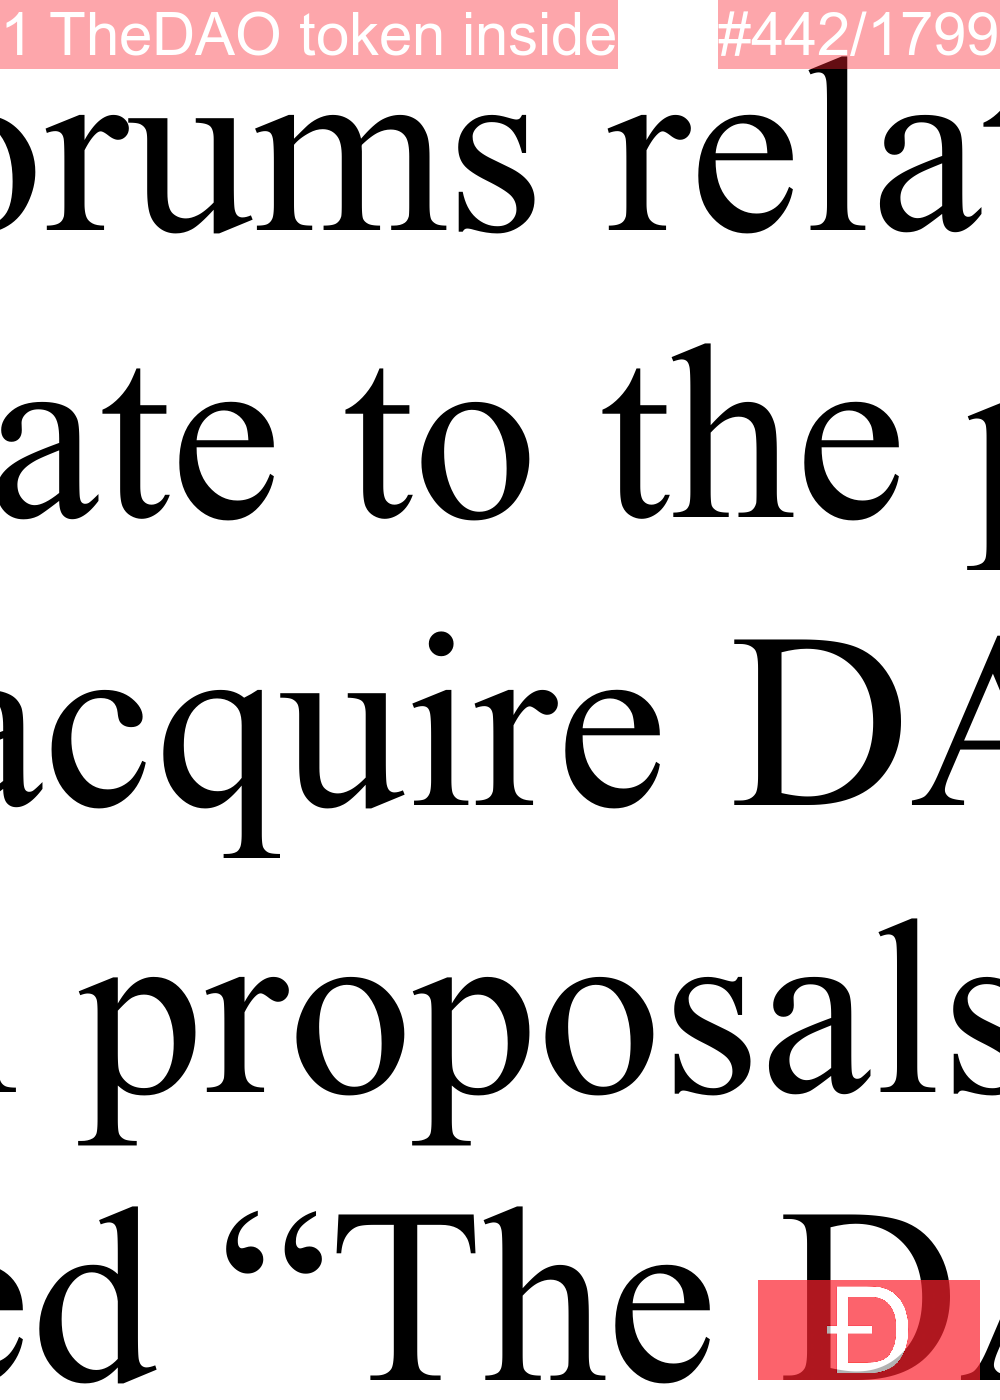 1 TheDAO token inside #442/1799
orums relat
ate to the p
acquire DA
proposals
ed “The DA
Đ